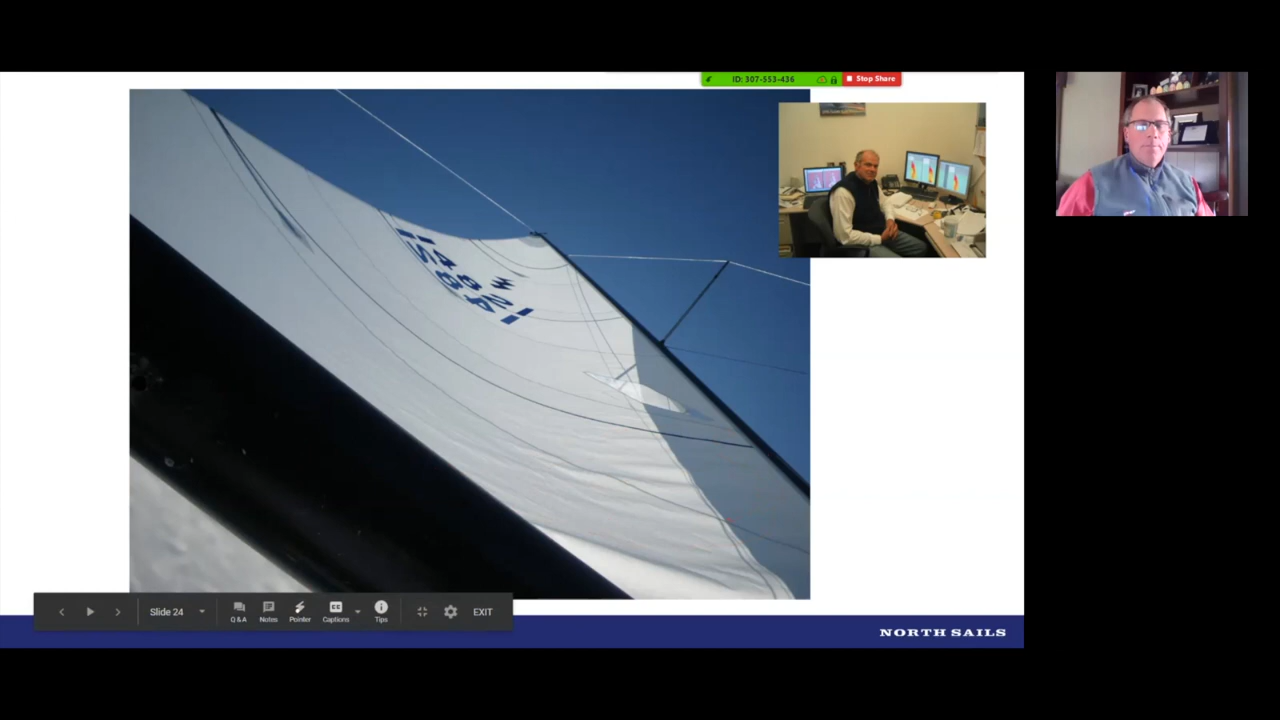 ID: 307-553-436
Stop Share
Slide 24
Q&A
Notes
Pointer
Captions
Tips
EXIT
NORTH SAILS